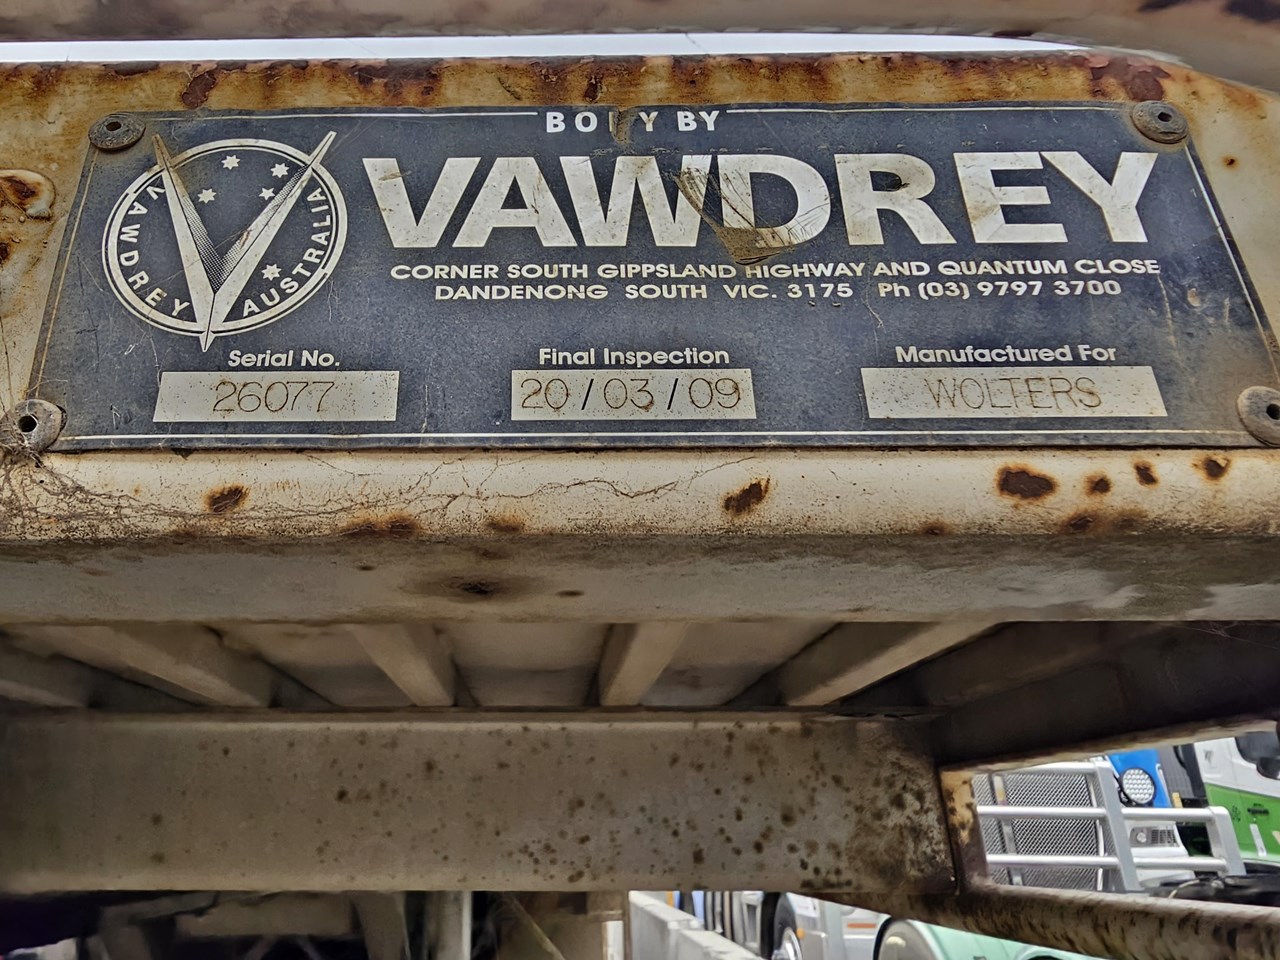 BODY BY
VAWDREY
VAWDREY AUSTRALIA
CORNER SOUTH GIPPSLAND HIGHWAY AND QUANTUM CLOSE
DANDENONG SOUTH VIC. 3175 Ph (03) 9797 3700
Serial No. Final Inspection Manufactured For
26077 20/03/09 WOLTERS